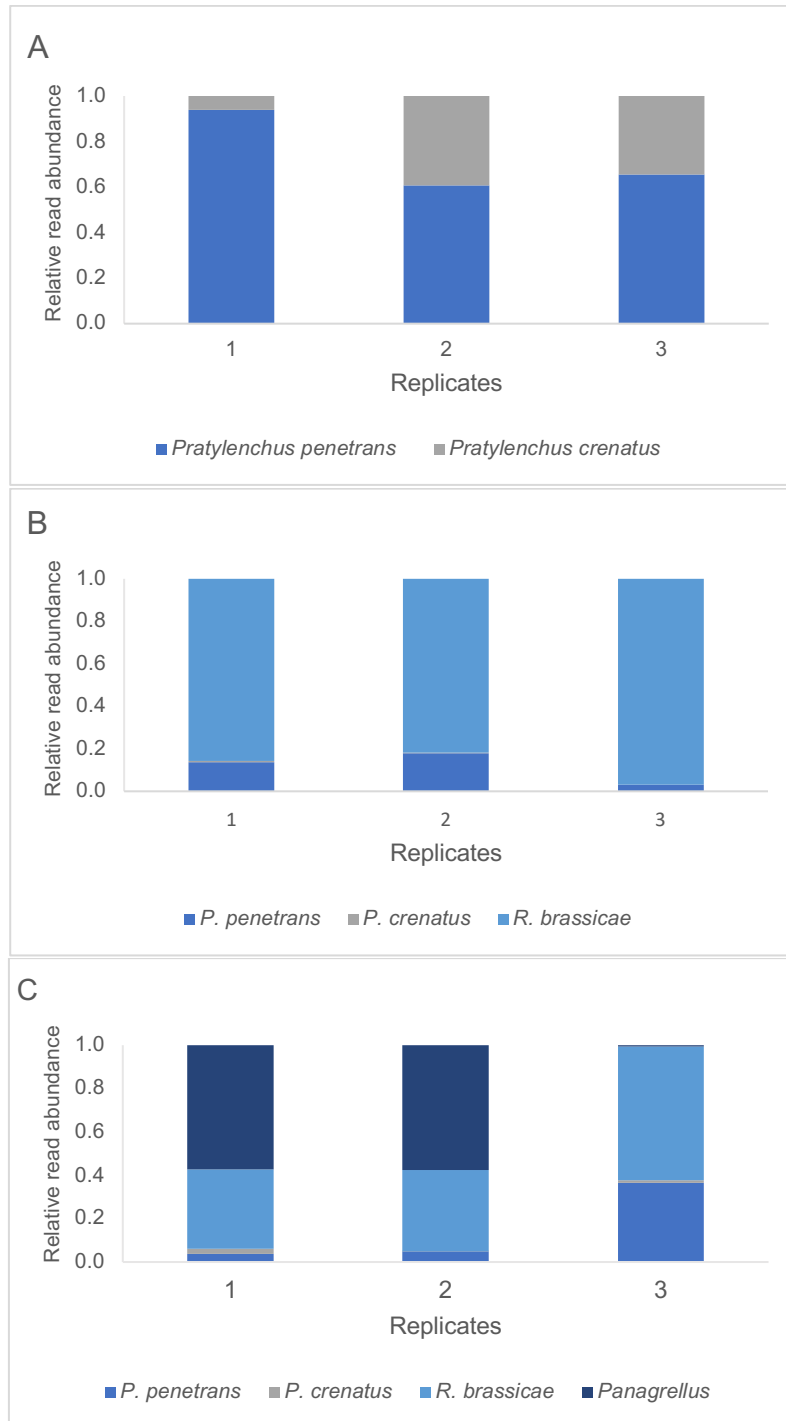 A
Relative read abundance
1.0
0.8
0.6
0.4
0.2
0.0
1 2 3
Replicates
Pratylenchus penetrans Pratylenchus crenatus
B
Relative read abundance
1.0
0.8
0.6
0.4
0.2
0.0
1 2 3
Replicates
P. penetrans P. crenatus R. brassicae
C
Relative read abundance
1.0
0.8
0.6
0.4
0.2
0.0
1 2 3
Replicates
P. penetrans P. crenatus R. brassicae Panagrellus